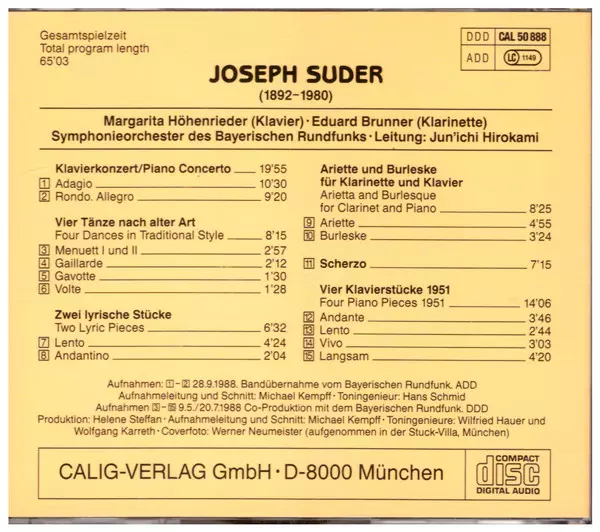 Gesamtspielzeit
Total program length
65'03
DDD CAL 50 888
ADD LC 1149
JOSEPH SUDER
(1892-1980)
Margarita Höhenrieder (Klavier) · Eduard Brunner (Klarinette)
Symphonieorchester des Bayerischen Rundfunks · Leitung: Jun'ichi Hirokami
Klavierkonzert/Piano Concerto 19'55
1 Adagio 10'30
2 Rondo. Allegro 9'20
Vier Tänze nach alter Art
Four Dances in Traditional Style 8'15
3 Menuett I und II 2'57
4 Gaillarde 2'12
5 Gavotte 1'30
6 Volte 1'28
Zwei lyrische Stücke
Two Lyric Pieces 6'32
7 Lento 4'24
8 Andantino 2'04
Ariette und Burleske
für Klarinette und Klavier
Arietta and Burlesque
for Clarinet and Piano 8'25
9 Ariette 4'55
10 Burleske 3'24
11 Scherzo 7'15
Vier Klavierstücke 1951
Four Piano Pieces 1951 14'06
12 Andante 3'46
13 Lento 2'44
14 Vivo 3'03
15 Langsam 4'20
Aufnahmen: 1-2 28.9.1988. Bandübernahme vom Bayerischen Rundfunk. ADD
Aufnahmeleitung und Schnitt: Michael Kempff · Toningenieur: Hans Schmid
Aufnahmen 3-15 9.5./20.7.1988 Co-Produktion mit dem Bayerischen Rundfunk. DDD
Produktion: Helene Steffan · Aufnahmeleitung und Schnitt: Michael Kempff · Toningenieure: Wilfried Hauer und
Wolfgang Karreth · Coverfoto: Werner Neumeister (aufgenommen in der Stuck-Villa, München)
CALIG-VERLAG GmbH · D-8000 München
COMPACT
disc
DIGITAL AUDIO